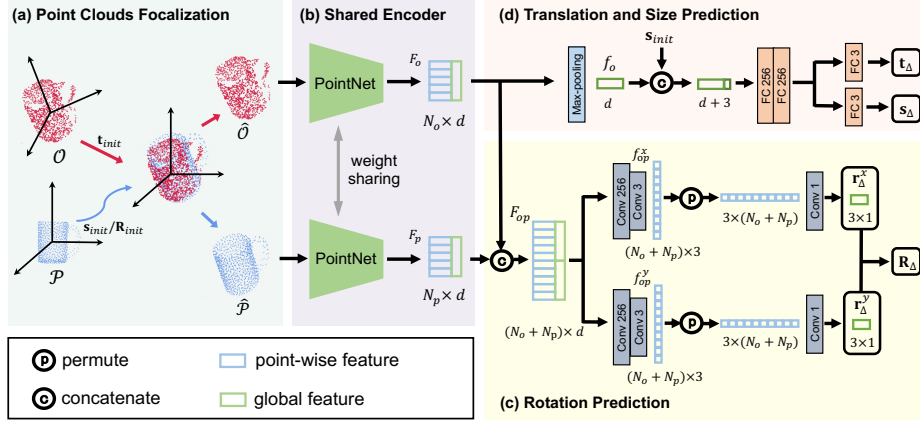 (a) Point Clouds Focalization
𝒪
t_init
s_init/R_init
𝒫
Ô
P̂
(b) Shared Encoder
PointNet
F_o
N_o × d
weight
sharing
PointNet
F_p
N_p × d
(d) Translation and Size Prediction
Max-pooling
f_o
d
s_init
C
d + 3
FC 256
FC 256
FC 3
t_Δ
FC 3
s_Δ
F_op
C
(N_o + N_p) × d
Conv 256
Conv 3
f_op^x
(N_o + N_p)×3
P
3×(N_o + N_p)
Conv 1
r_Δ^x
3×1
R_Δ
Conv 256
Conv 3
f_op^y
(N_o + N_p)×3
P
3×(N_o + N_p)
Conv 1
r_Δ^y
3×1
(c) Rotation Prediction
P permute
C concatenate
point-wise feature
global feature